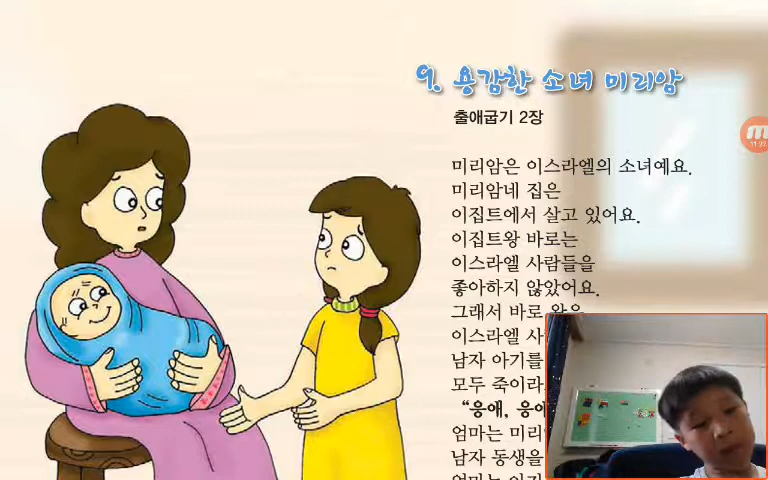 9. 용감한 소녀 미리암
출애굽기 2장
미리암은 이스라엘의 소녀예요.
미리암네 집은
이집트에서 살고 있어요.
이집트왕 바로는
이스라엘 사람들을
좋아하지 않았어요.
그래서 바로 왕은
이스라엘 사
남자 아기를
모두 죽이라
“응애, 응애
엄마는 미리
남자 동생을